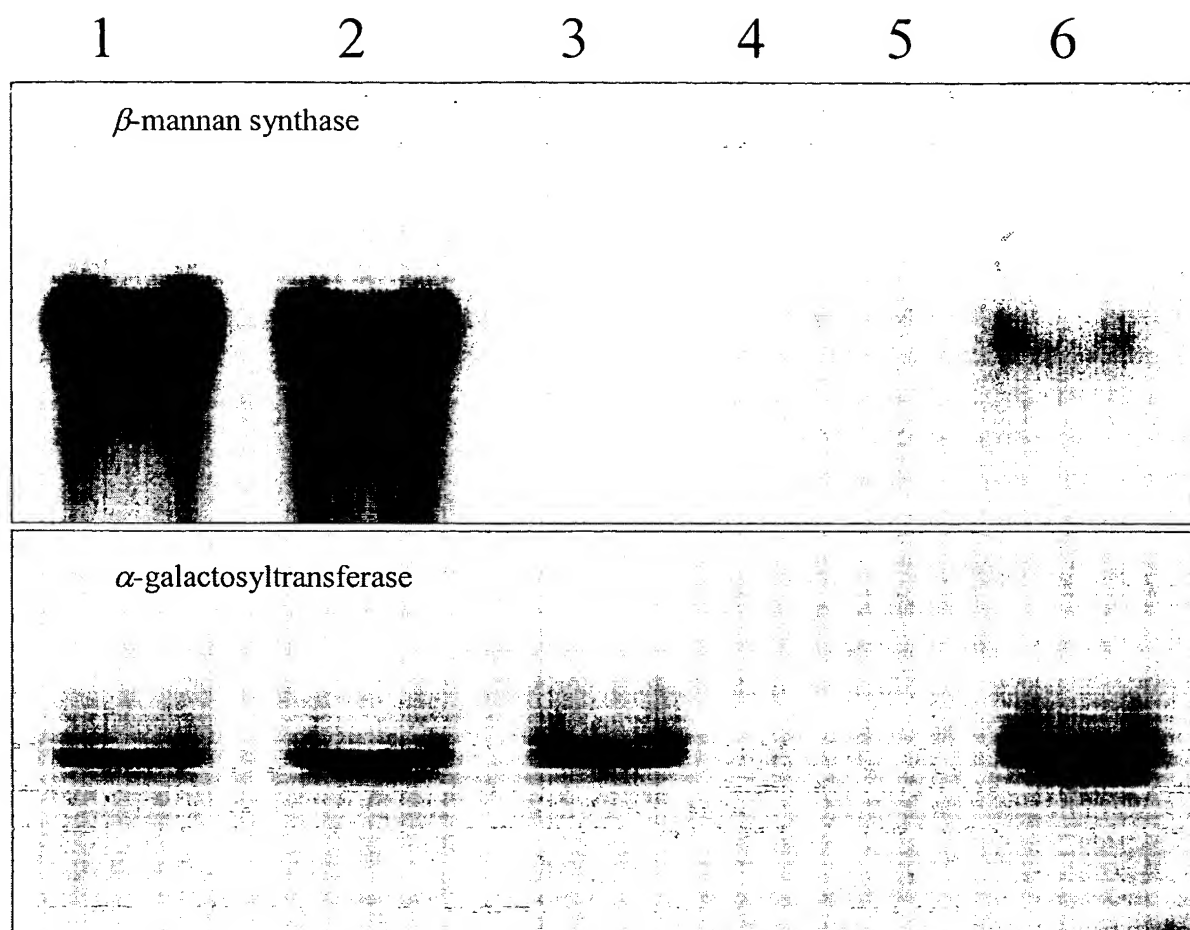 1 2 3 4 5 6
β-mannan synthase
α-galactosyltransferase